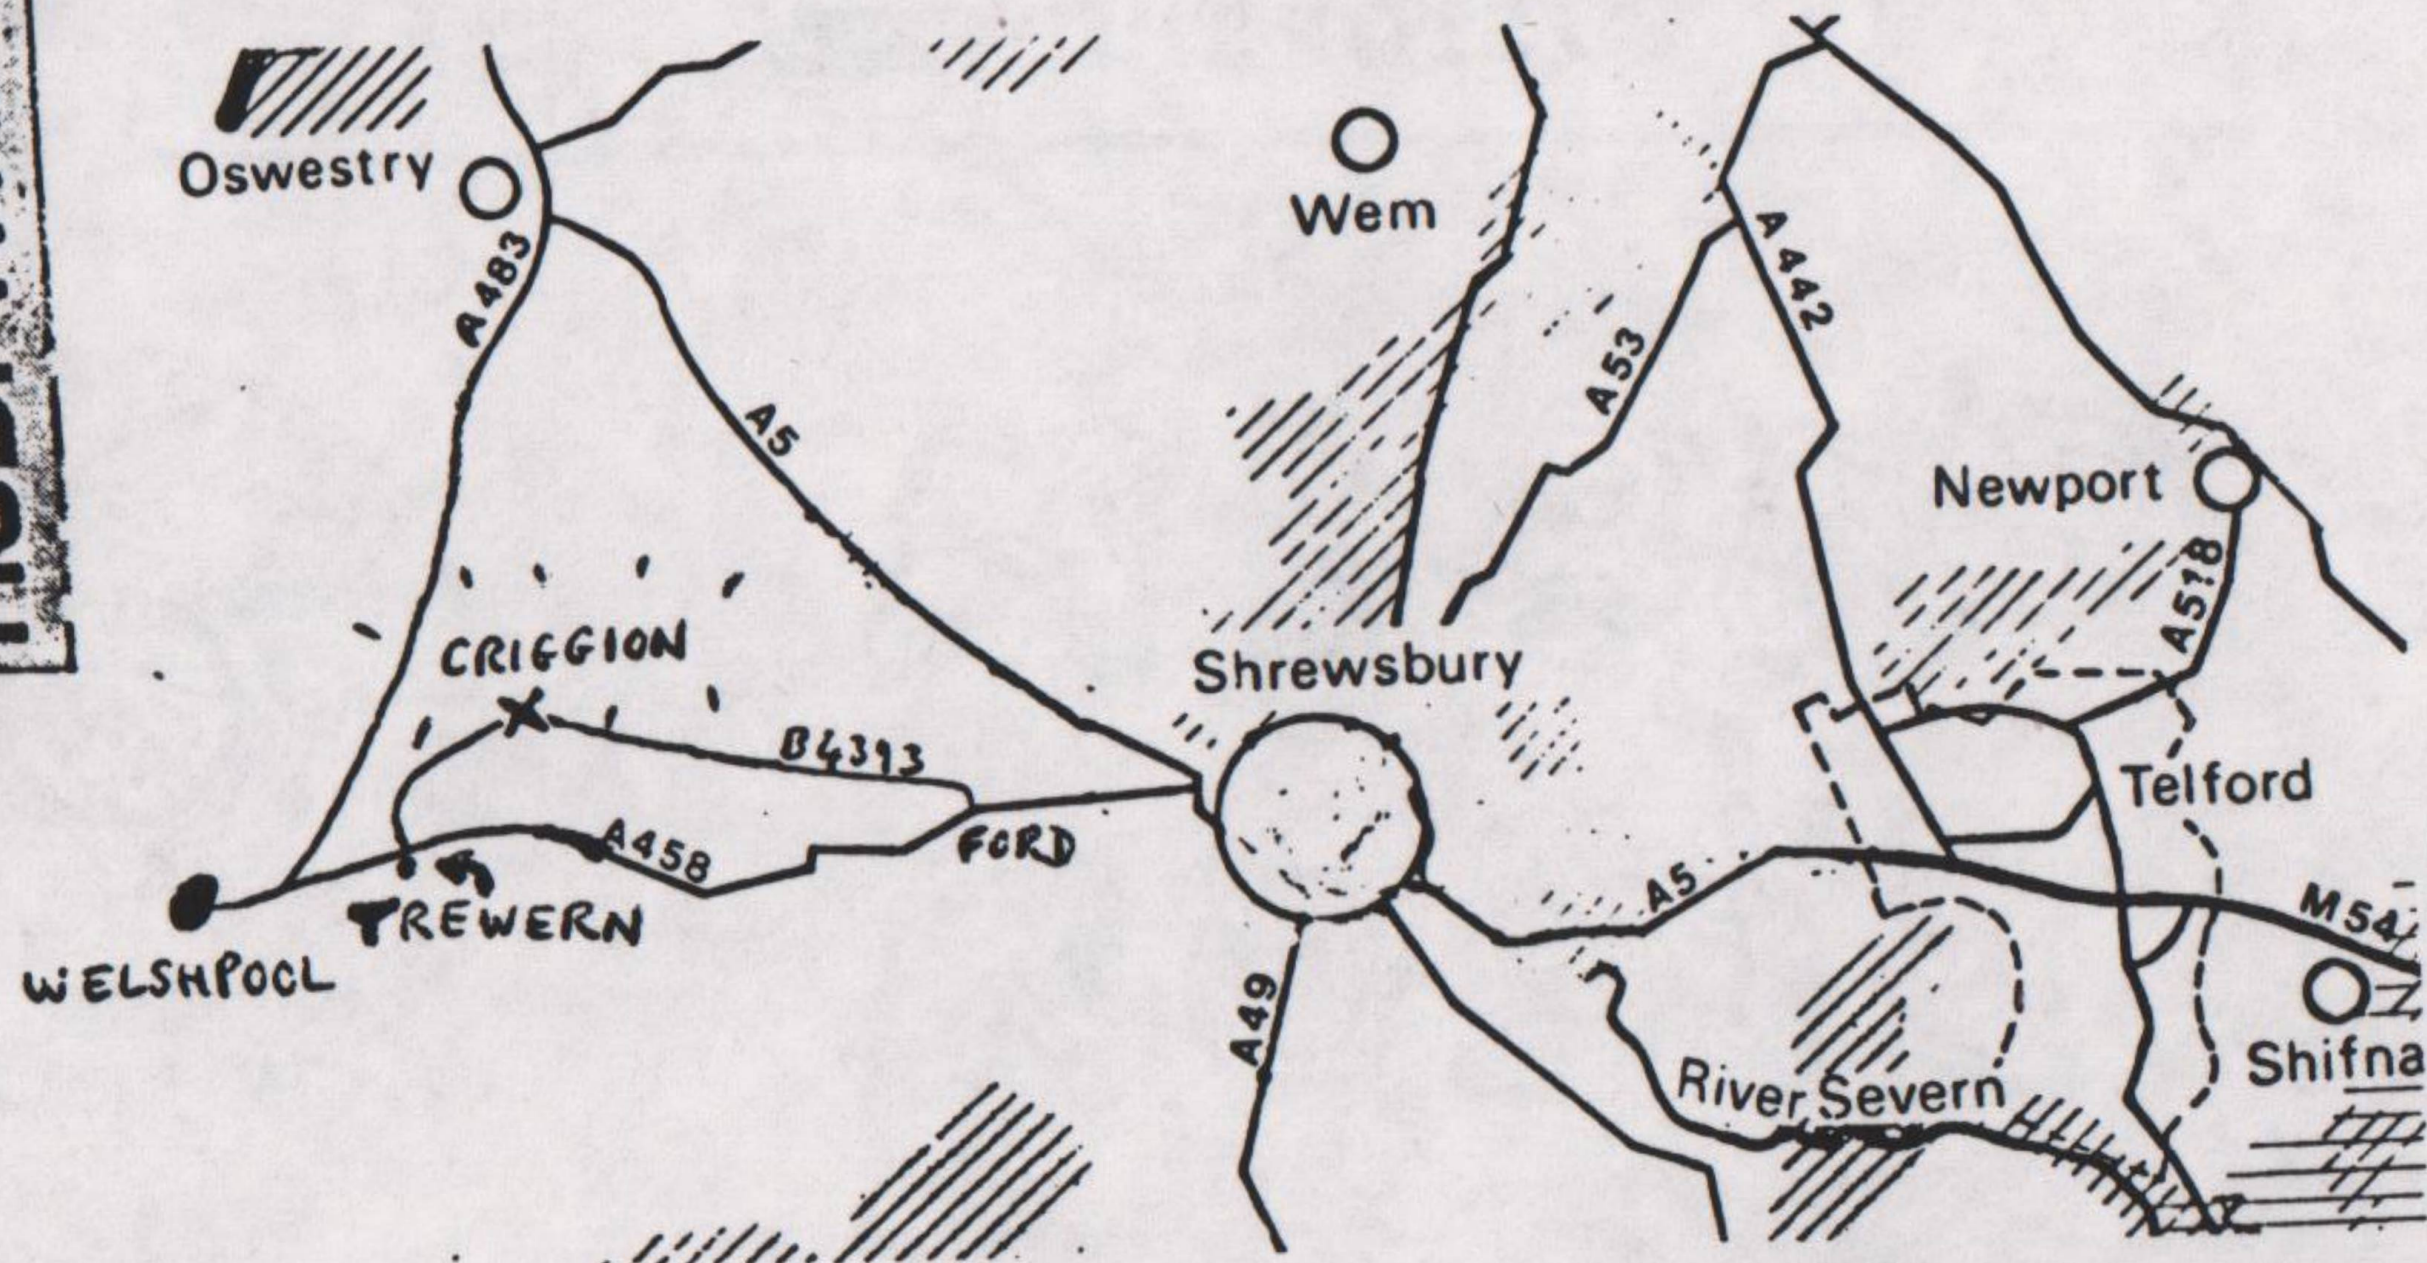 Oswestry
Wem
A483
A442
A53
A5
Newport
A518
CRIGGION
Shrewsbury
B4393
Telford
A458
FORD
A5
M54
TREWERN
WELSHPOOL
A49
River Severn
Shifna